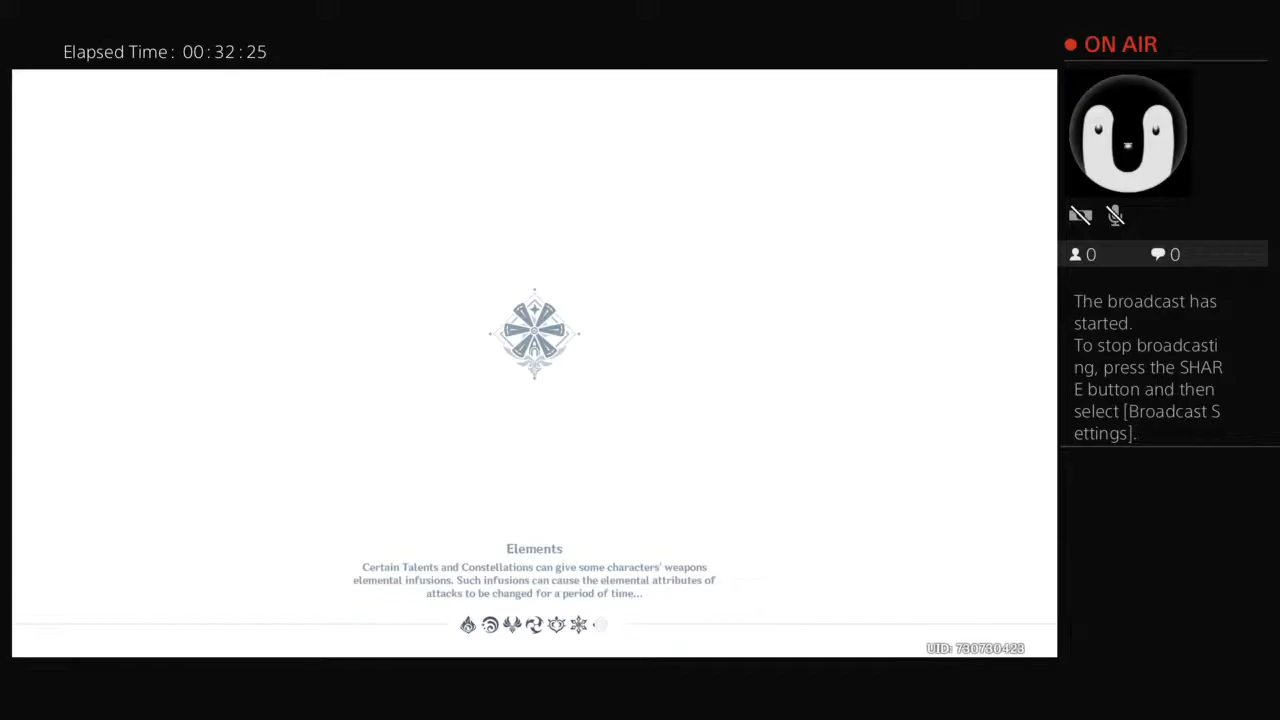 Elapsed Time: 00:32:25
ON AIR
0
0
The broadcast has
started.
To stop broadcasti
ng, press the SHAR
E button and then
select [Broadcast S
ettings].
Elements
Certain Talents and Constellations can give some characters' weapons
elemental infusions. Such infusions can cause the elemental attributes of
attacks to be changed for a period of time...
UID: 730730423